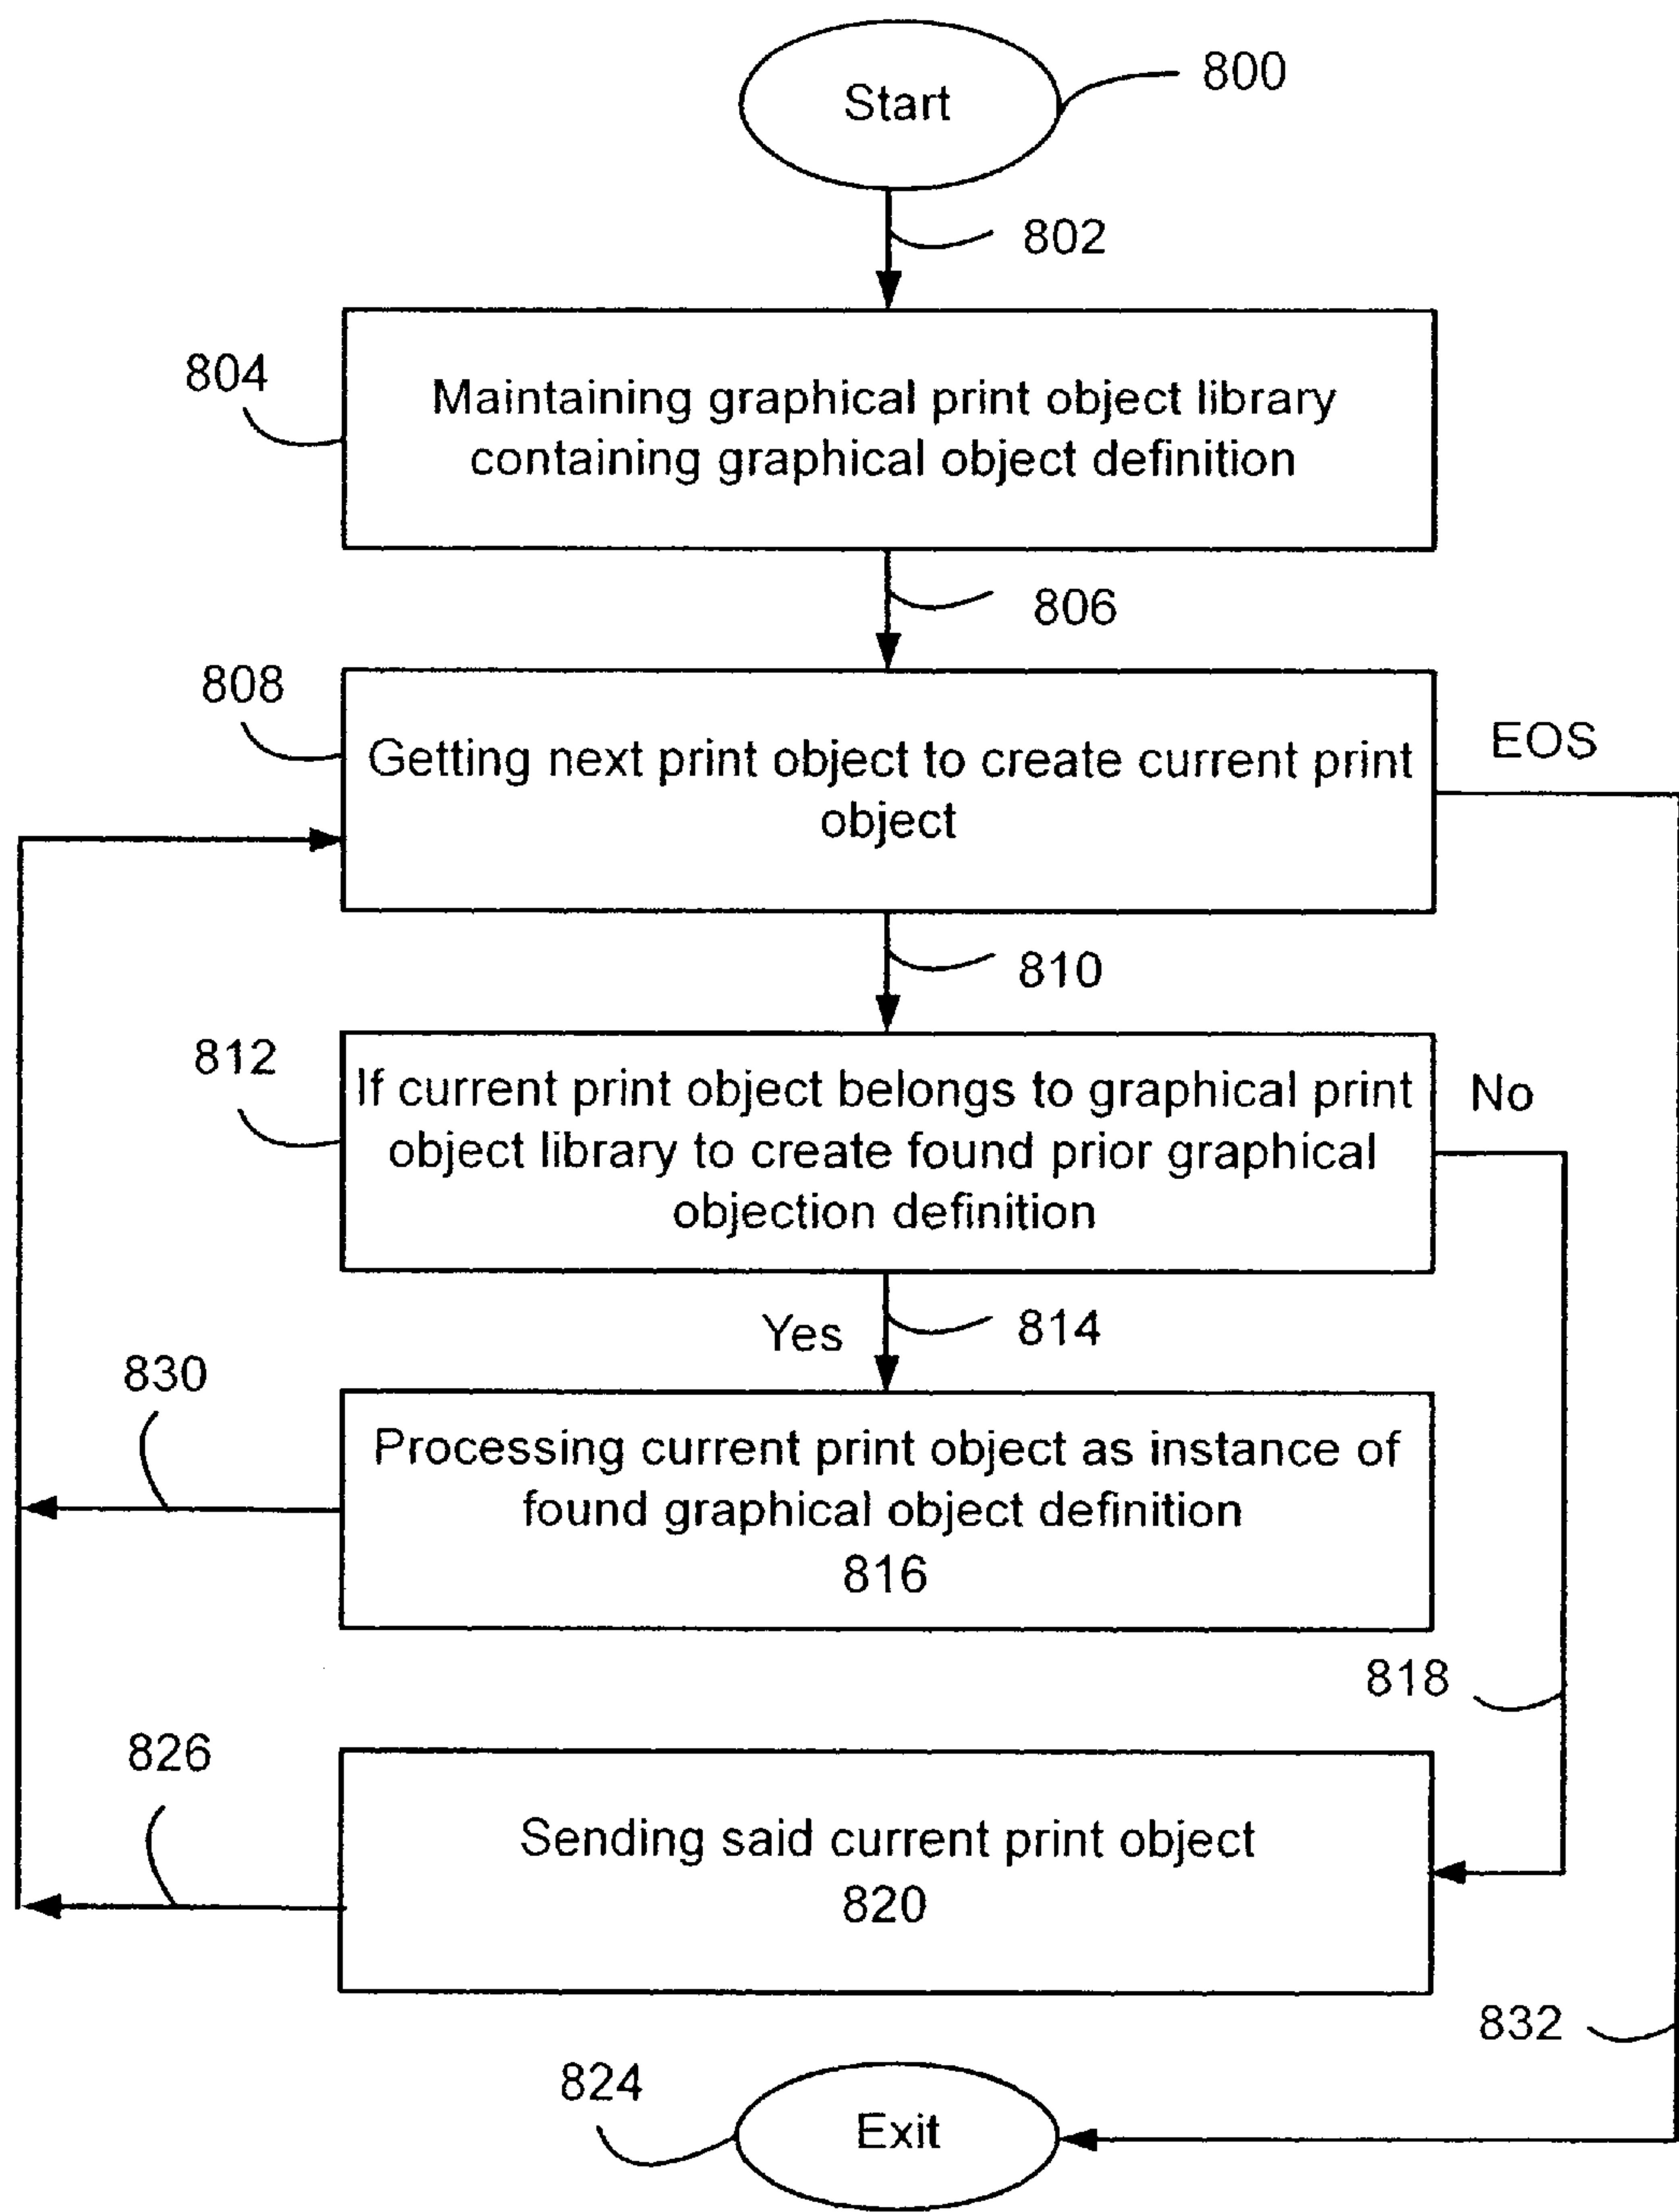 Start
800
802
804
Maintaining graphical print object library
containing graphical object definition
806
808
EOS
Getting next print object to create current print
object
810
812
If current print object belongs to graphical print
object library to create found prior graphical
objection definition
No
Yes
814
830
Processing current print object as instance of
found graphical object definition
816
818
826
Sending said current print object
820
832
824
Exit